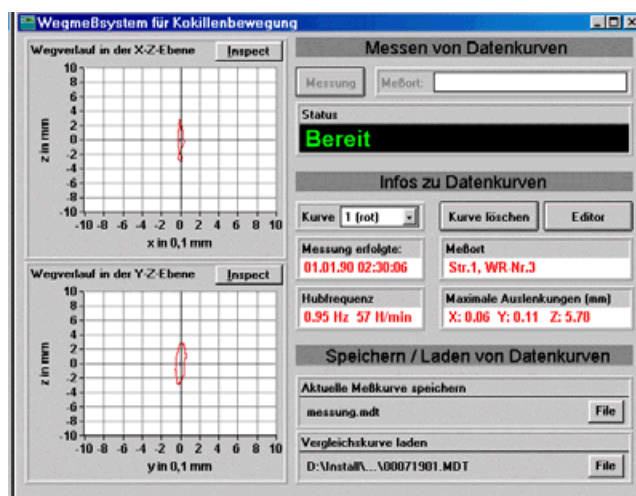 Wegmeßsystem für Kokillenbewegung
Wegverlauf in der X-Z-Ebene
Inspect
10
8
6
4
2
0
-2
-4
-6
-8
-10
z in mm
-10 -8 -6 -4 -2 0 2 4 6 8 10
x in 0,1 mm
Wegverlauf in der Y-Z-Ebene
Inspect
10
8
6
4
2
0
-2
-4
-6
-8
-10
z in mm
-10 -8 -6 -4 -2 0 2 4 6 8 10
y in 0,1 mm
Messen von Datenkurven
Messung
Meßort:
Status
Bereit
Infos zu Datenkurven
Kurve 1 (rot)
Kurve löschen
Editor
Messung erfolgte:
01.01.90 02:30:06
Meßort
Str.1, WR-Nr.3
Hubfrequenz
0.95 Hz 57 H/min
Maximale Auslenkungen (mm)
X: 0.06 Y: 0.11 Z: 5.70
Speichern / Laden von Datenkurven
Aktuelle Meßkurve speichern
messung.mdt
File
Vergleichskurve laden
D:\Install\...\00071901.MDT
File